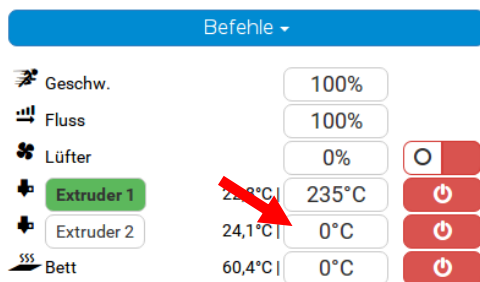 Befehle
Geschw. 100%
Fluss 100%
Lüfter 0%
Extruder 1 °C| 235°C
Extruder 2 24,1°C| 0°C
Bett 60,4°C| 0°C